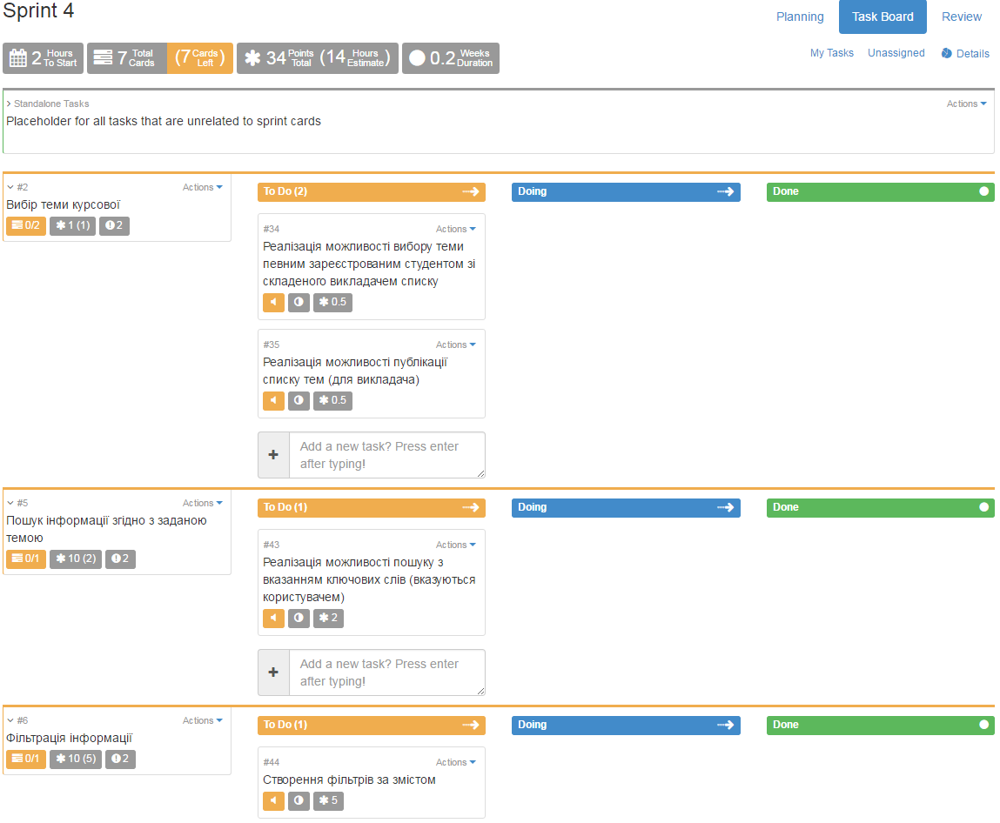 Sprint 4
Planning
Task Board
Review
2 Hours To Start
7 Total Cards
(7 Cards Left)
34 Points Total (14 Hours Estimate)
0.2 Weeks Duration
My Tasks
Unassigned
Details
Standalone Tasks
Actions
Placeholder for all tasks that are unrelated to sprint cards
#2
Actions
Вибір теми курсової
0/2
1 (1)
2
To Do (2)
Doing
Done
#34
Actions
Реалізація можливості вибору теми
певним зареєстрованим студентом зі
складеного викладачем списку
0.5
#35
Actions
Реалізація можливості публікації
списку тем (для викладача)
0.5
Add a new task? Press enter
after typing!
#5
Actions
Пошук інформації згідно з заданою
темою
0/1
10 (2)
2
To Do (1)
Doing
Done
#43
Actions
Реалізація можливості пошуку з
вказанням ключових слів (вказуються
користувачем)
2
Add a new task? Press enter
after typing!
#6
Actions
Фільтрація інформації
0/1
10 (5)
2
To Do (1)
Doing
Done
#44
Actions
Створення фільтрів за змістом
5